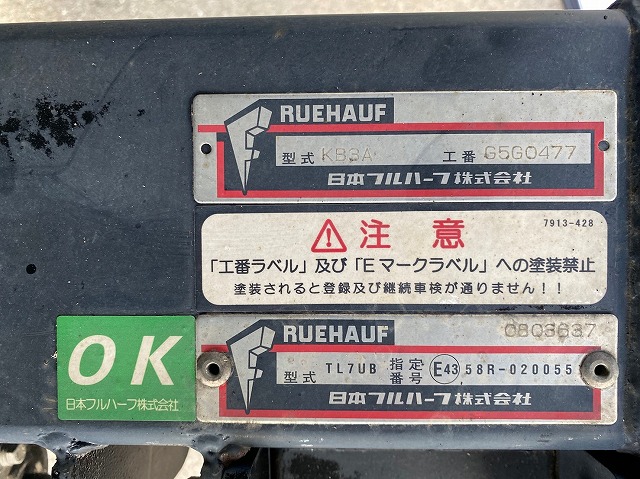 RUEHAUF
型式 KB3A 工番 G5G0477
日本フルハーフ株式会社
7913-428
注意
「工番ラベル」及び「Eマークラベル」への塗装禁止
塗装されると登録及び継続車検が通りません!!
OK
日本フルハーフ株式会社
RUEHAUF
0803637
型式 TL7UB 指定番号 E43 58R-020055
日本フルハーフ株式会社